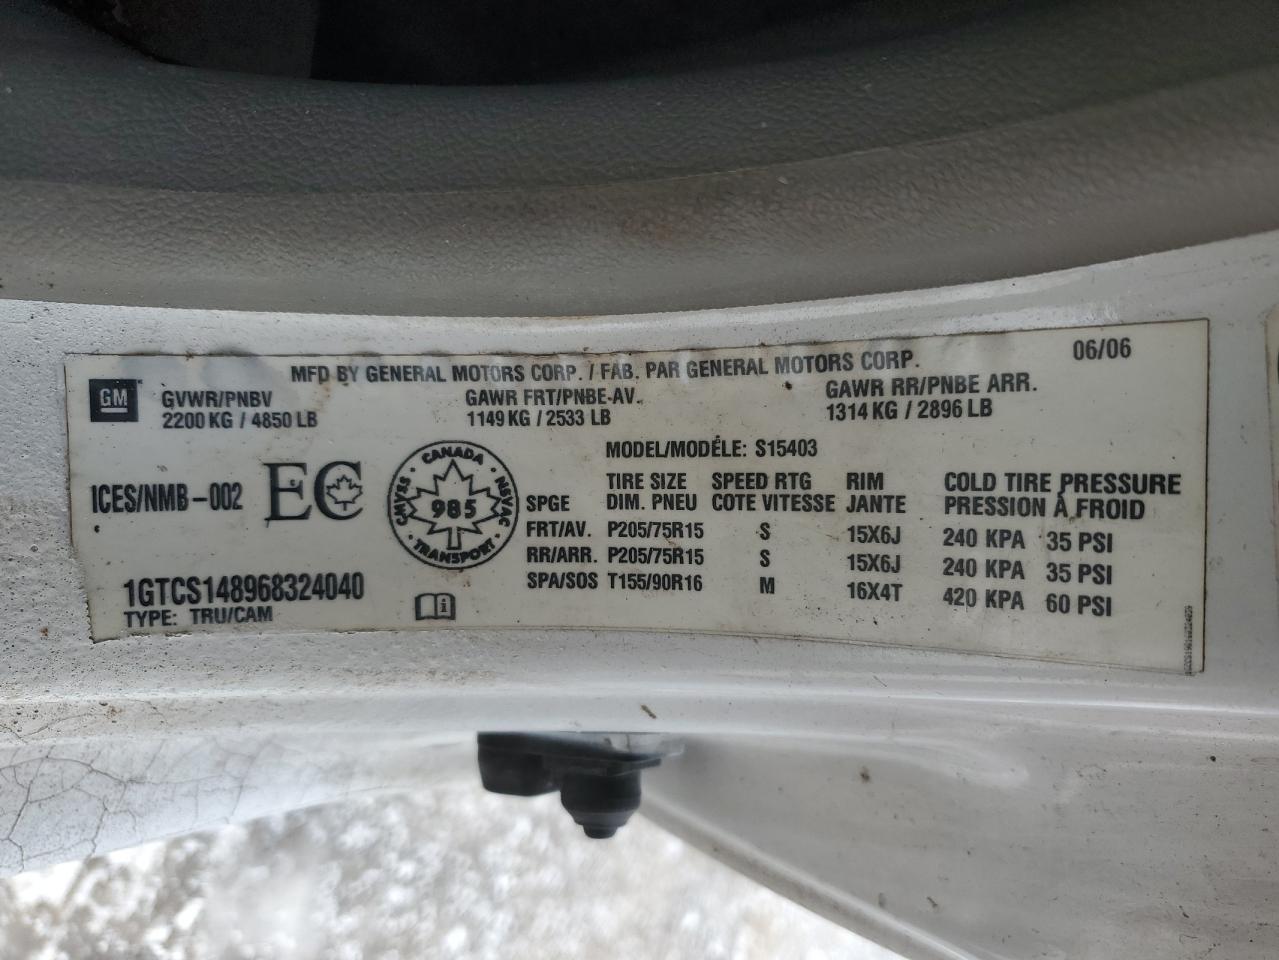 MFD BY GENERAL MOTORS CORP. / FAB. PAR GENERAL MOTORS CORP. 06/06
GM GVWR/PNBV GAWR FRT/PNBE-AV. GAWR RR/PNBE ARR.
2200 KG / 4850 LB 1149 KG / 2533 LB 1314 KG / 2896 LB
MODEL/MODÈLE: S15403
ICES/NMB-002 EC
CANADA
CMVSS 985 NSVAC
TRANSPORT
TIRE SIZE SPEED RTG RIM COLD TIRE PRESSURE
SPGE DIM. PNEU COTE VITESSE JANTE PRESSION À FROID
FRT/AV. P205/75R15 S 15X6J 240 KPA 35 PSI
RR/ARR. P205/75R15 S 15X6J 240 KPA 35 PSI
SPA/SOS T155/90R16 M 16X4T 420 KPA 60 PSI
1GTCS148968324040
TYPE: TRU/CAM